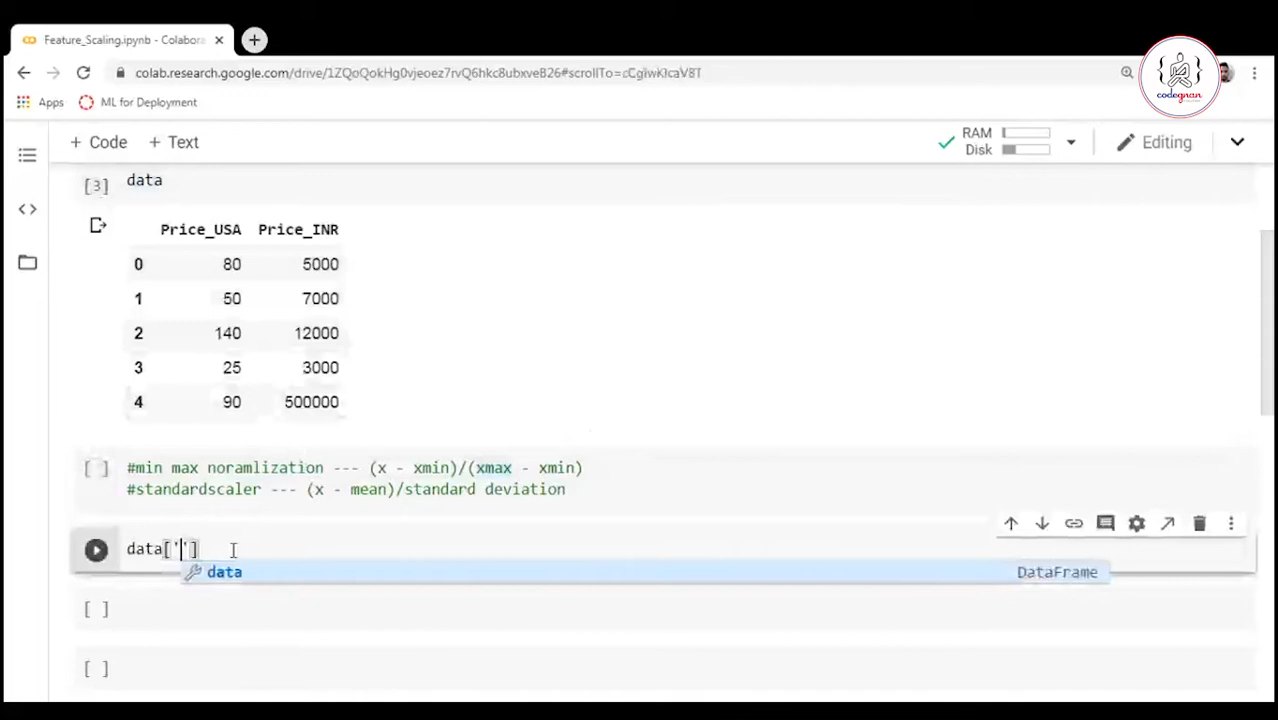 Feature_Scaling.ipynb - Colabora
colab.research.google.com/drive/1ZQoQokHg0vjeoez7rvQ6hkc8ubxveB26#scrollTo=cCgIwKIcaV8T
Apps ML for Deployment
codegnan
+ Code + Text
RAM
Disk
Editing
[3] data
Price_USA Price_INR
0 80 5000
1 50 7000
2 140 12000
3 25 3000
4 90 500000
[ ] #min max noramlization --- (x - xmin)/(xmax - xmin)
#standardscaler --- (x - mean)/standard deviation
data['']
data DataFrame
[ ]
[ ]